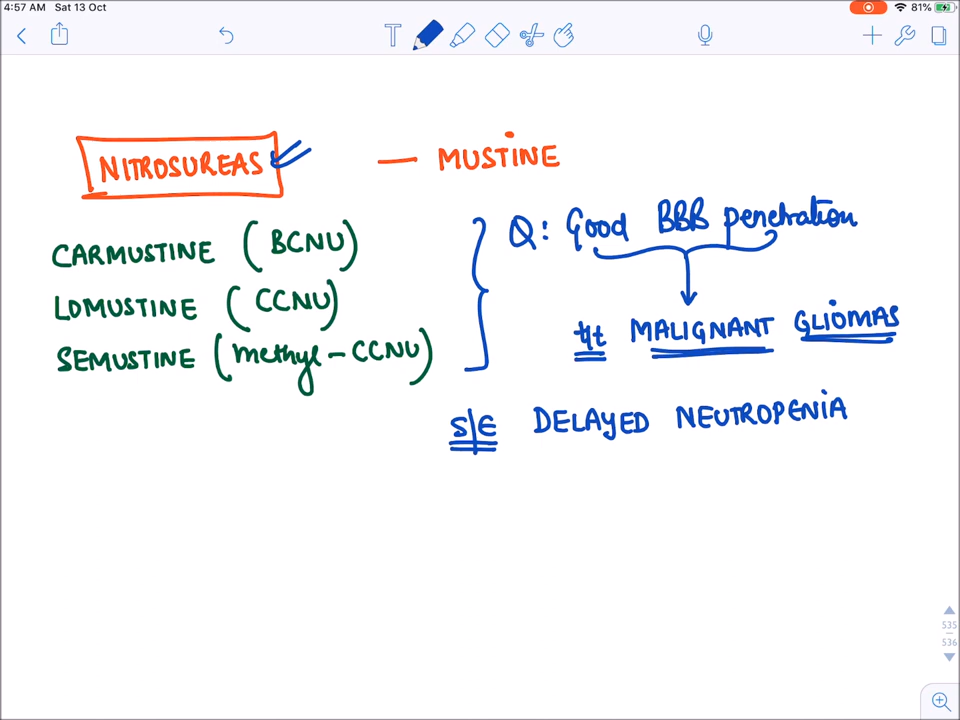 4:57 AM Sat 13 Oct
81%
T
NITROSUREAS — MUSTINE
CARMUSTINE (BCNU)
LOMUSTINE (CCNU)
SEMUSTINE (methyl - CCNU)
Q: Good BBB penetration
tt MALIGNANT GLIOMAS
S/E DELAYED NEUTROPENIA
535
536